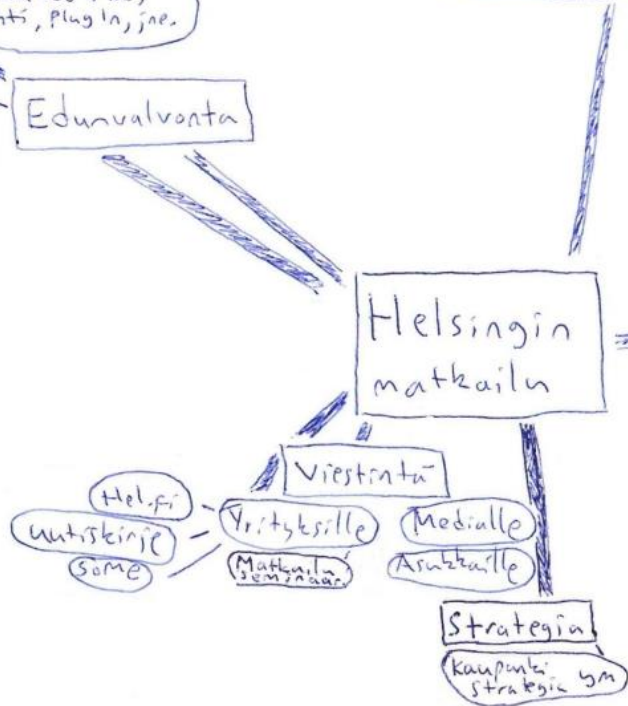 nti, Plug In, jne.
Edunvalvonta
Helsingin
matkailu
Viestintä
Hel.fi
Yrityksille
Medialle
uutiskirje
some
Matkailu
seminaari
Asukkaille
Strategia
Kaupunki
strategia ym